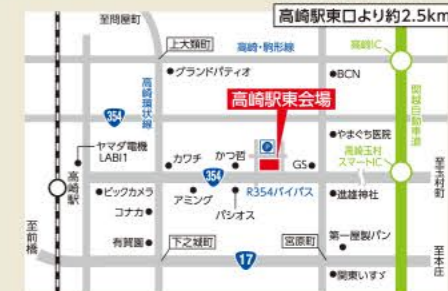 高崎駅東口より約2.5km
至問屋町
上大類町
高崎・駒形線
高崎IC
グランドパティオ
BCN
高崎環状線
関越自動車道
354
高崎駅東会場
P
やまぐち医院
ヤマダ電機
LABI1
カワチ
かつ哲
GS
高崎玉村
スマートIC
至玉村町
354
高崎駅
ビックカメラ
アミング
R354バイパス
進雄神社
コナカ
パシオス
至前橋
有賀園
下之城町
宮原町
第一屋製パン
至本庄
17
関東いすゞ